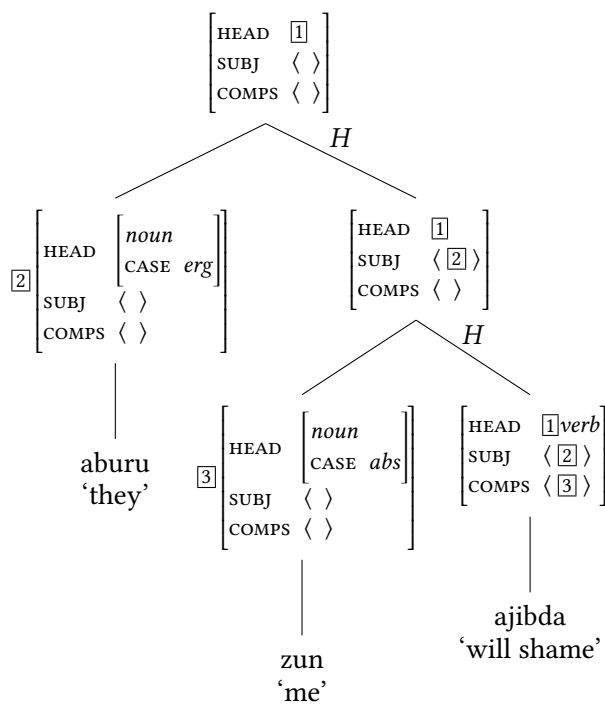 HEAD 1
SUBJ ⟨ ⟩
COMPS ⟨ ⟩
H
2 HEAD noun
CASE erg
SUBJ ⟨ ⟩
COMPS ⟨ ⟩
HEAD 1
SUBJ ⟨ 2 ⟩
COMPS ⟨ ⟩
H
aburu
‘they’
3 HEAD noun
CASE abs
SUBJ ⟨ ⟩
COMPS ⟨ ⟩
HEAD 1 verb
SUBJ ⟨ 2 ⟩
COMPS ⟨ 3 ⟩
zun
‘me’
ajibda
‘will shame’